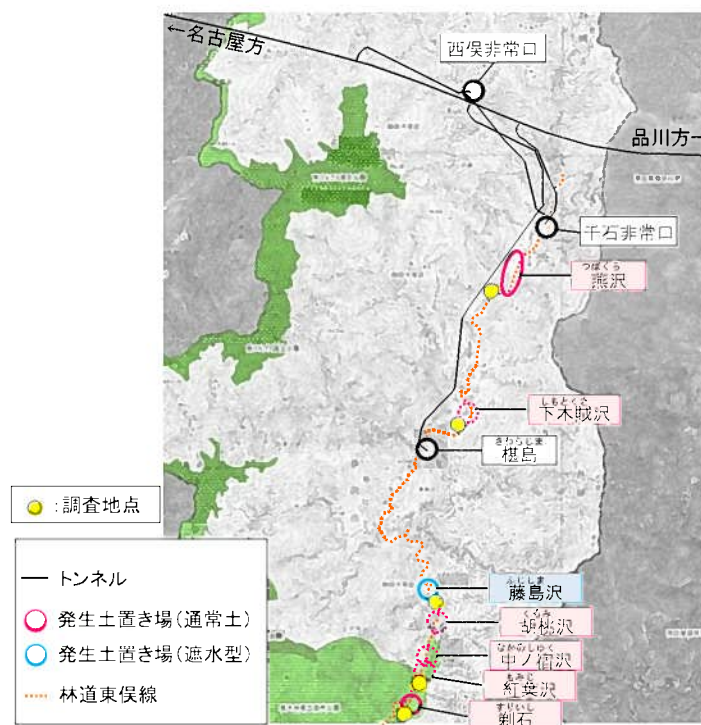 ←名古屋方
西俣非常口
品川方→
千石非常口
つばくら
燕沢
しもとくさ
下木賊沢
さわらじま
椹島
:調査地点
トンネル
発生土置き場(通常土)
発生土置き場(遮水型)
林道東俣線
ふじしま
藤島沢
くるみ
胡桃沢
なかのしゅく
中ノ宿沢
もみじ
紅葉沢
すりいし
剃石